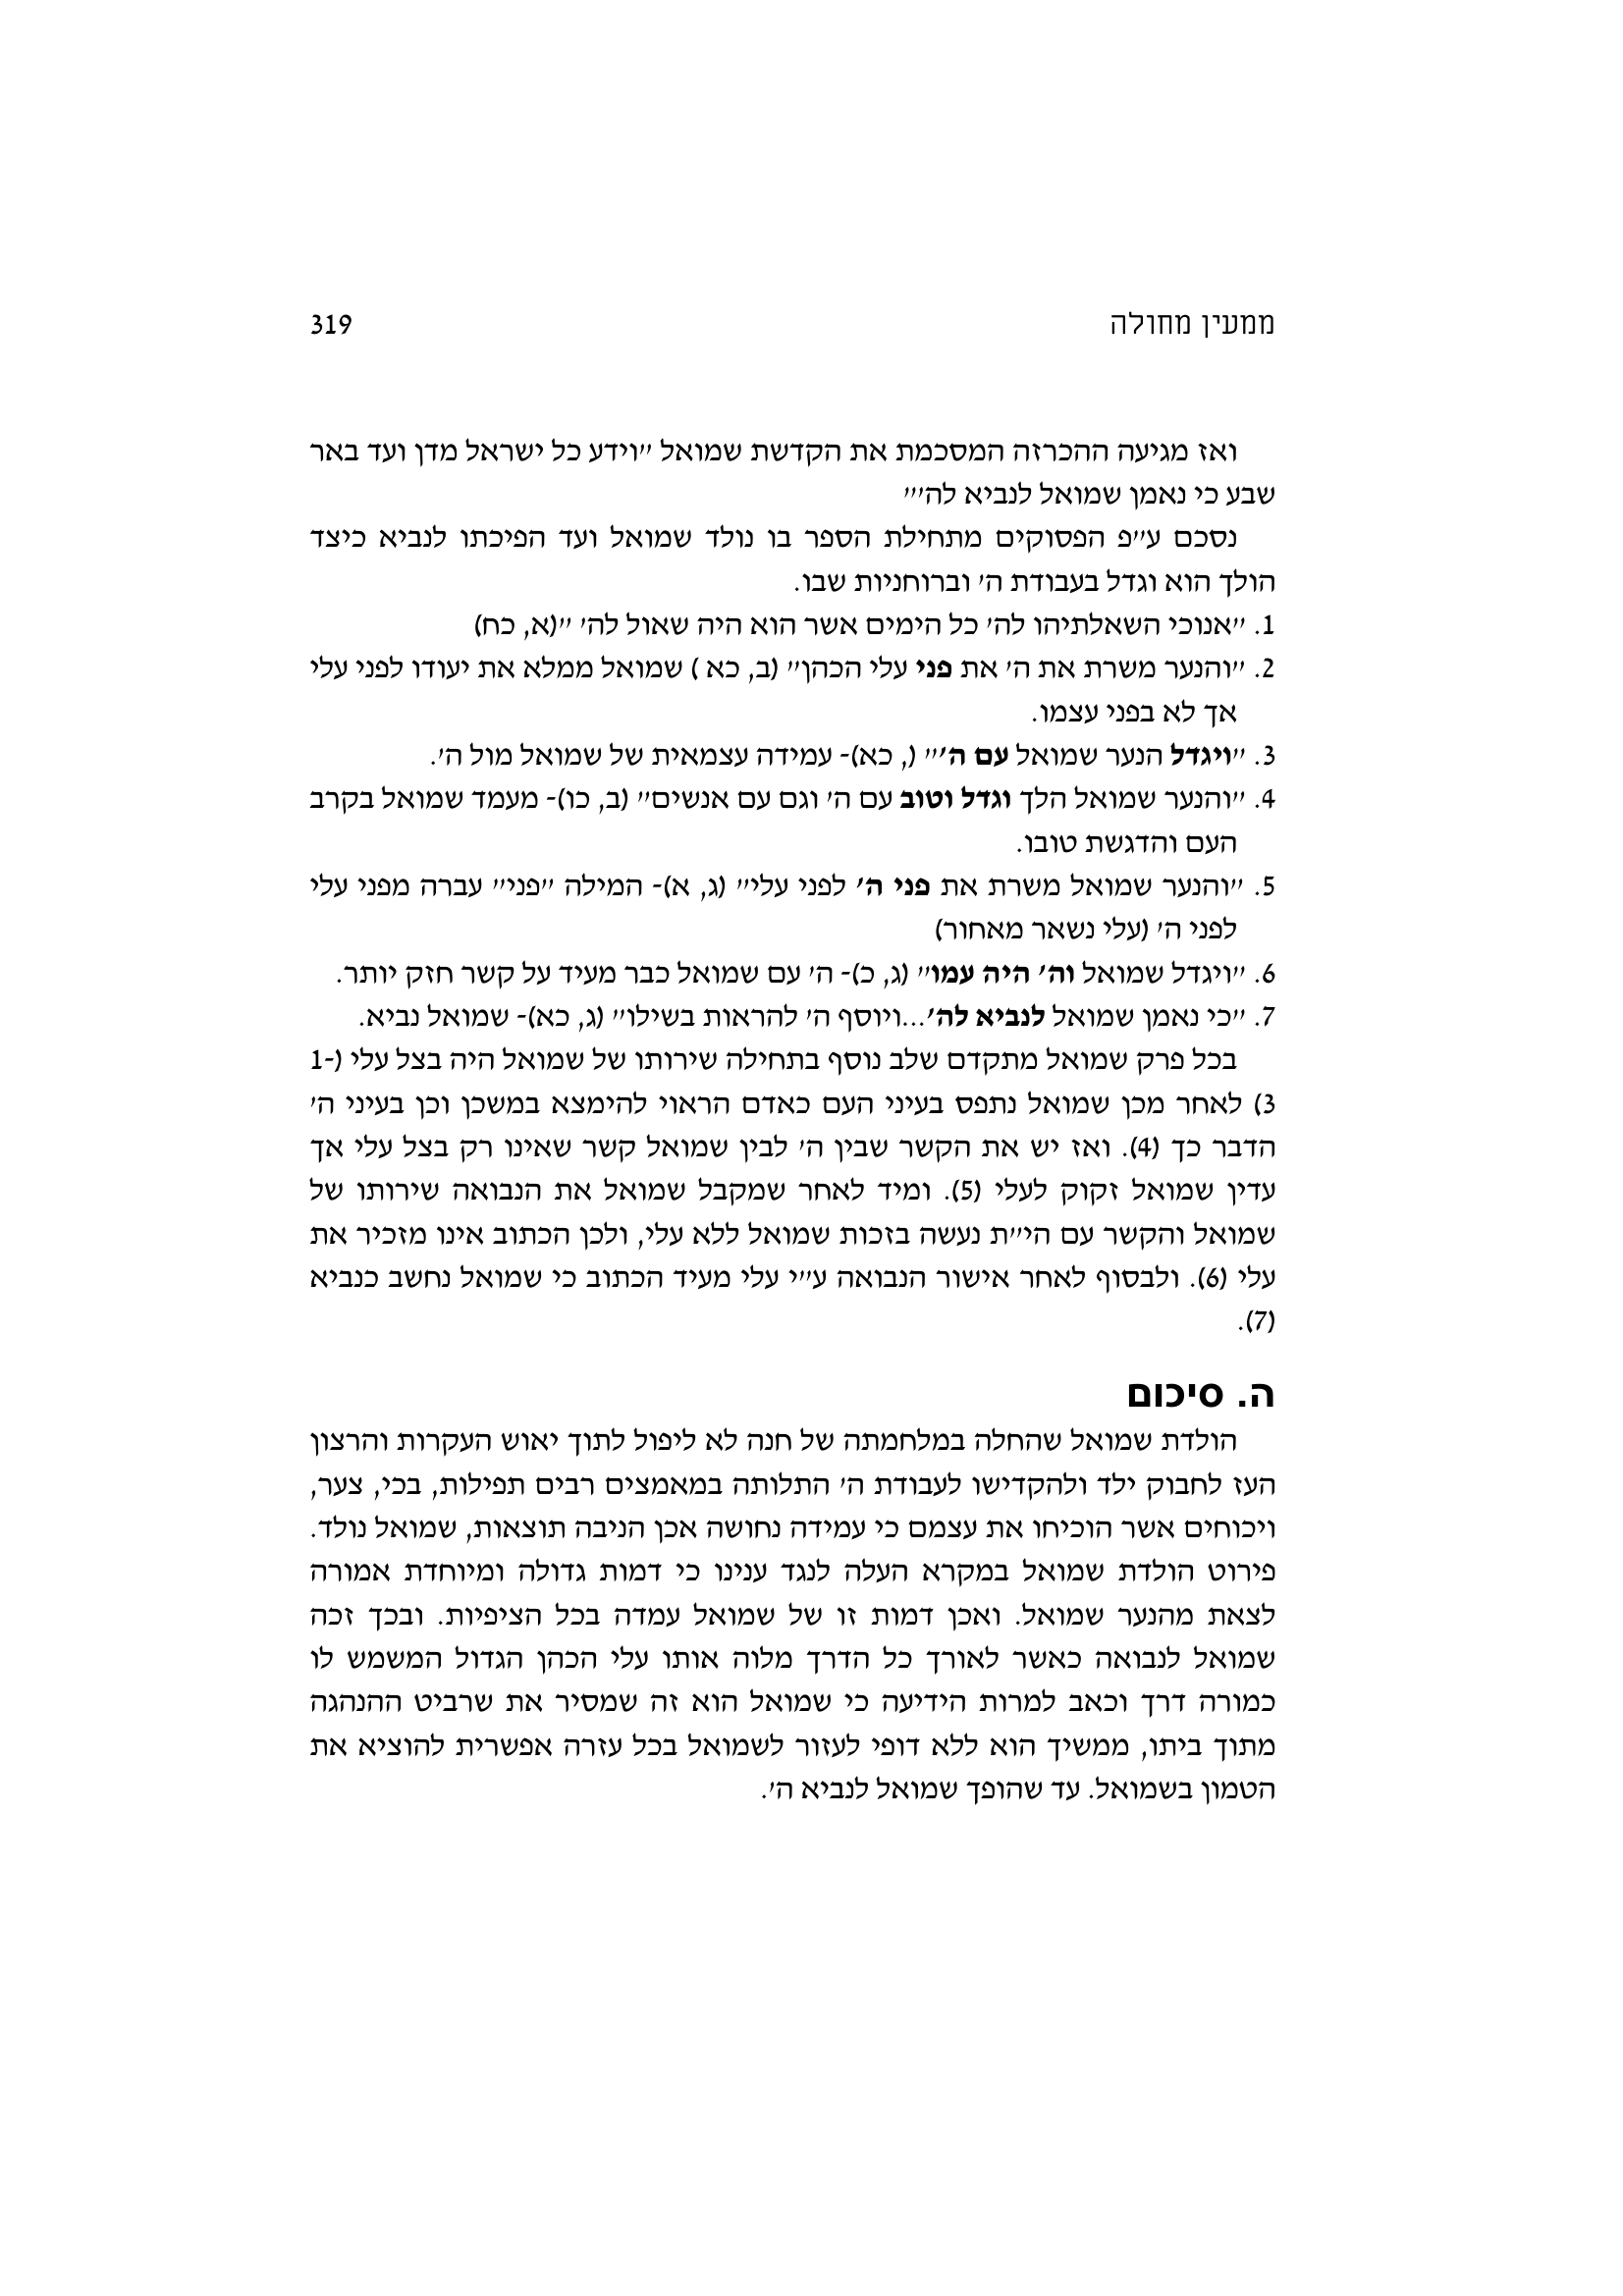 ממעין מחולה 319
ואז מגיעה ההכרזה המסכמת את הקדשת שמואל "וידע כל ישראל מדן ועד באר
שבע כי נאמן שמואל לנביא לה'"
נסכם ע"פ הפסוקים מתחילת הספר בו נולד שמואל ועד הפיכתו לנביא כיצד
הולך הוא וגדל בעבודת ה' וברוחניות שבו.
1. "אנוכי השאלתיהו לה' כל הימים אשר הוא היה שאול לה' "(א, כח)
2. "והנער משרת את ה' את פני עלי הכהן" (ב, כא ) שמואל ממלא את יעודו לפני עלי
אך לא בפני עצמו.
3. "ויגדל הנער שמואל עם ה'" (, כא)- עמידה עצמאית של שמואל מול ה'.
4. "והנער שמואל הלך וגדל וטוב עם ה' וגם עם אנשים" (ב, כו)- מעמד שמואל בקרב
העם והדגשת טובו.
5. "והנער שמואל משרת את פני ה' לפני עלי" (ג, א)- המילה "פני" עברה מפני עלי
לפני ה' (עלי נשאר מאחור)
6. "ויגדל שמואל וה' היה עמו" (ג, כ)- ה' עם שמואל כבר מעיד על קשר חזק יותר.
7. "כי נאמן שמואל לנביא לה'...ויוסף ה' להראות בשילו" (ג, כא)- שמואל נביא.
בכל פרק שמואל מתקדם שלב נוסף בתחילה שירותו של שמואל היה בצל עלי (1-
3) לאחר מכן שמואל נתפס בעיני העם כאדם הראוי להימצא במשכן וכן בעיני ה'
הדבר כך (4). ואז יש את הקשר שבין ה' לבין שמואל קשר שאינו רק בצל עלי אך
עדין שמואל זקוק לעלי (5). ומיד לאחר שמקבל שמואל את הנבואה שירותו של
שמואל והקשר עם הי"ת נעשה בזכות שמואל ללא עלי, ולכן הכתוב אינו מזכיר את
עלי (6). ולבסוף לאחר אישור הנבואה ע"י עלי מעיד הכתוב כי שמואל נחשב כנביא
(7).
ה. סיכום
הולדת שמואל שהחלה במלחמתה של חנה לא ליפול לתוך יאוש העקרות והרצון
העז לחבוק ילד ולהקדישו לעבודת ה' התלותה במאמצים רבים תפילות, בכי, צער,
ויכוחים אשר הוכיחו את עצמם כי עמידה נחושה אכן הניבה תוצאות, שמואל נולד.
פירוט הולדת שמואל במקרא העלה לנגד ענינו כי דמות גדולה ומיוחדת אמורה
לצאת מהנער שמואל. ואכן דמות זו של שמואל עמדה בכל הציפיות. ובכך זכה
שמואל לנבואה כאשר לאורך כל הדרך מלוה אותו עלי הכהן הגדול המשמש לו
כמורה דרך וכאב למרות הידיעה כי שמואל הוא זה שמסיר את שרביט ההנהגה
מתוך ביתו, ממשיך הוא ללא דופי לעזור לשמואל בכל עזרה אפשרית להוציא את
הטמון בשמואל. עד שהופך שמואל לנביא ה'.